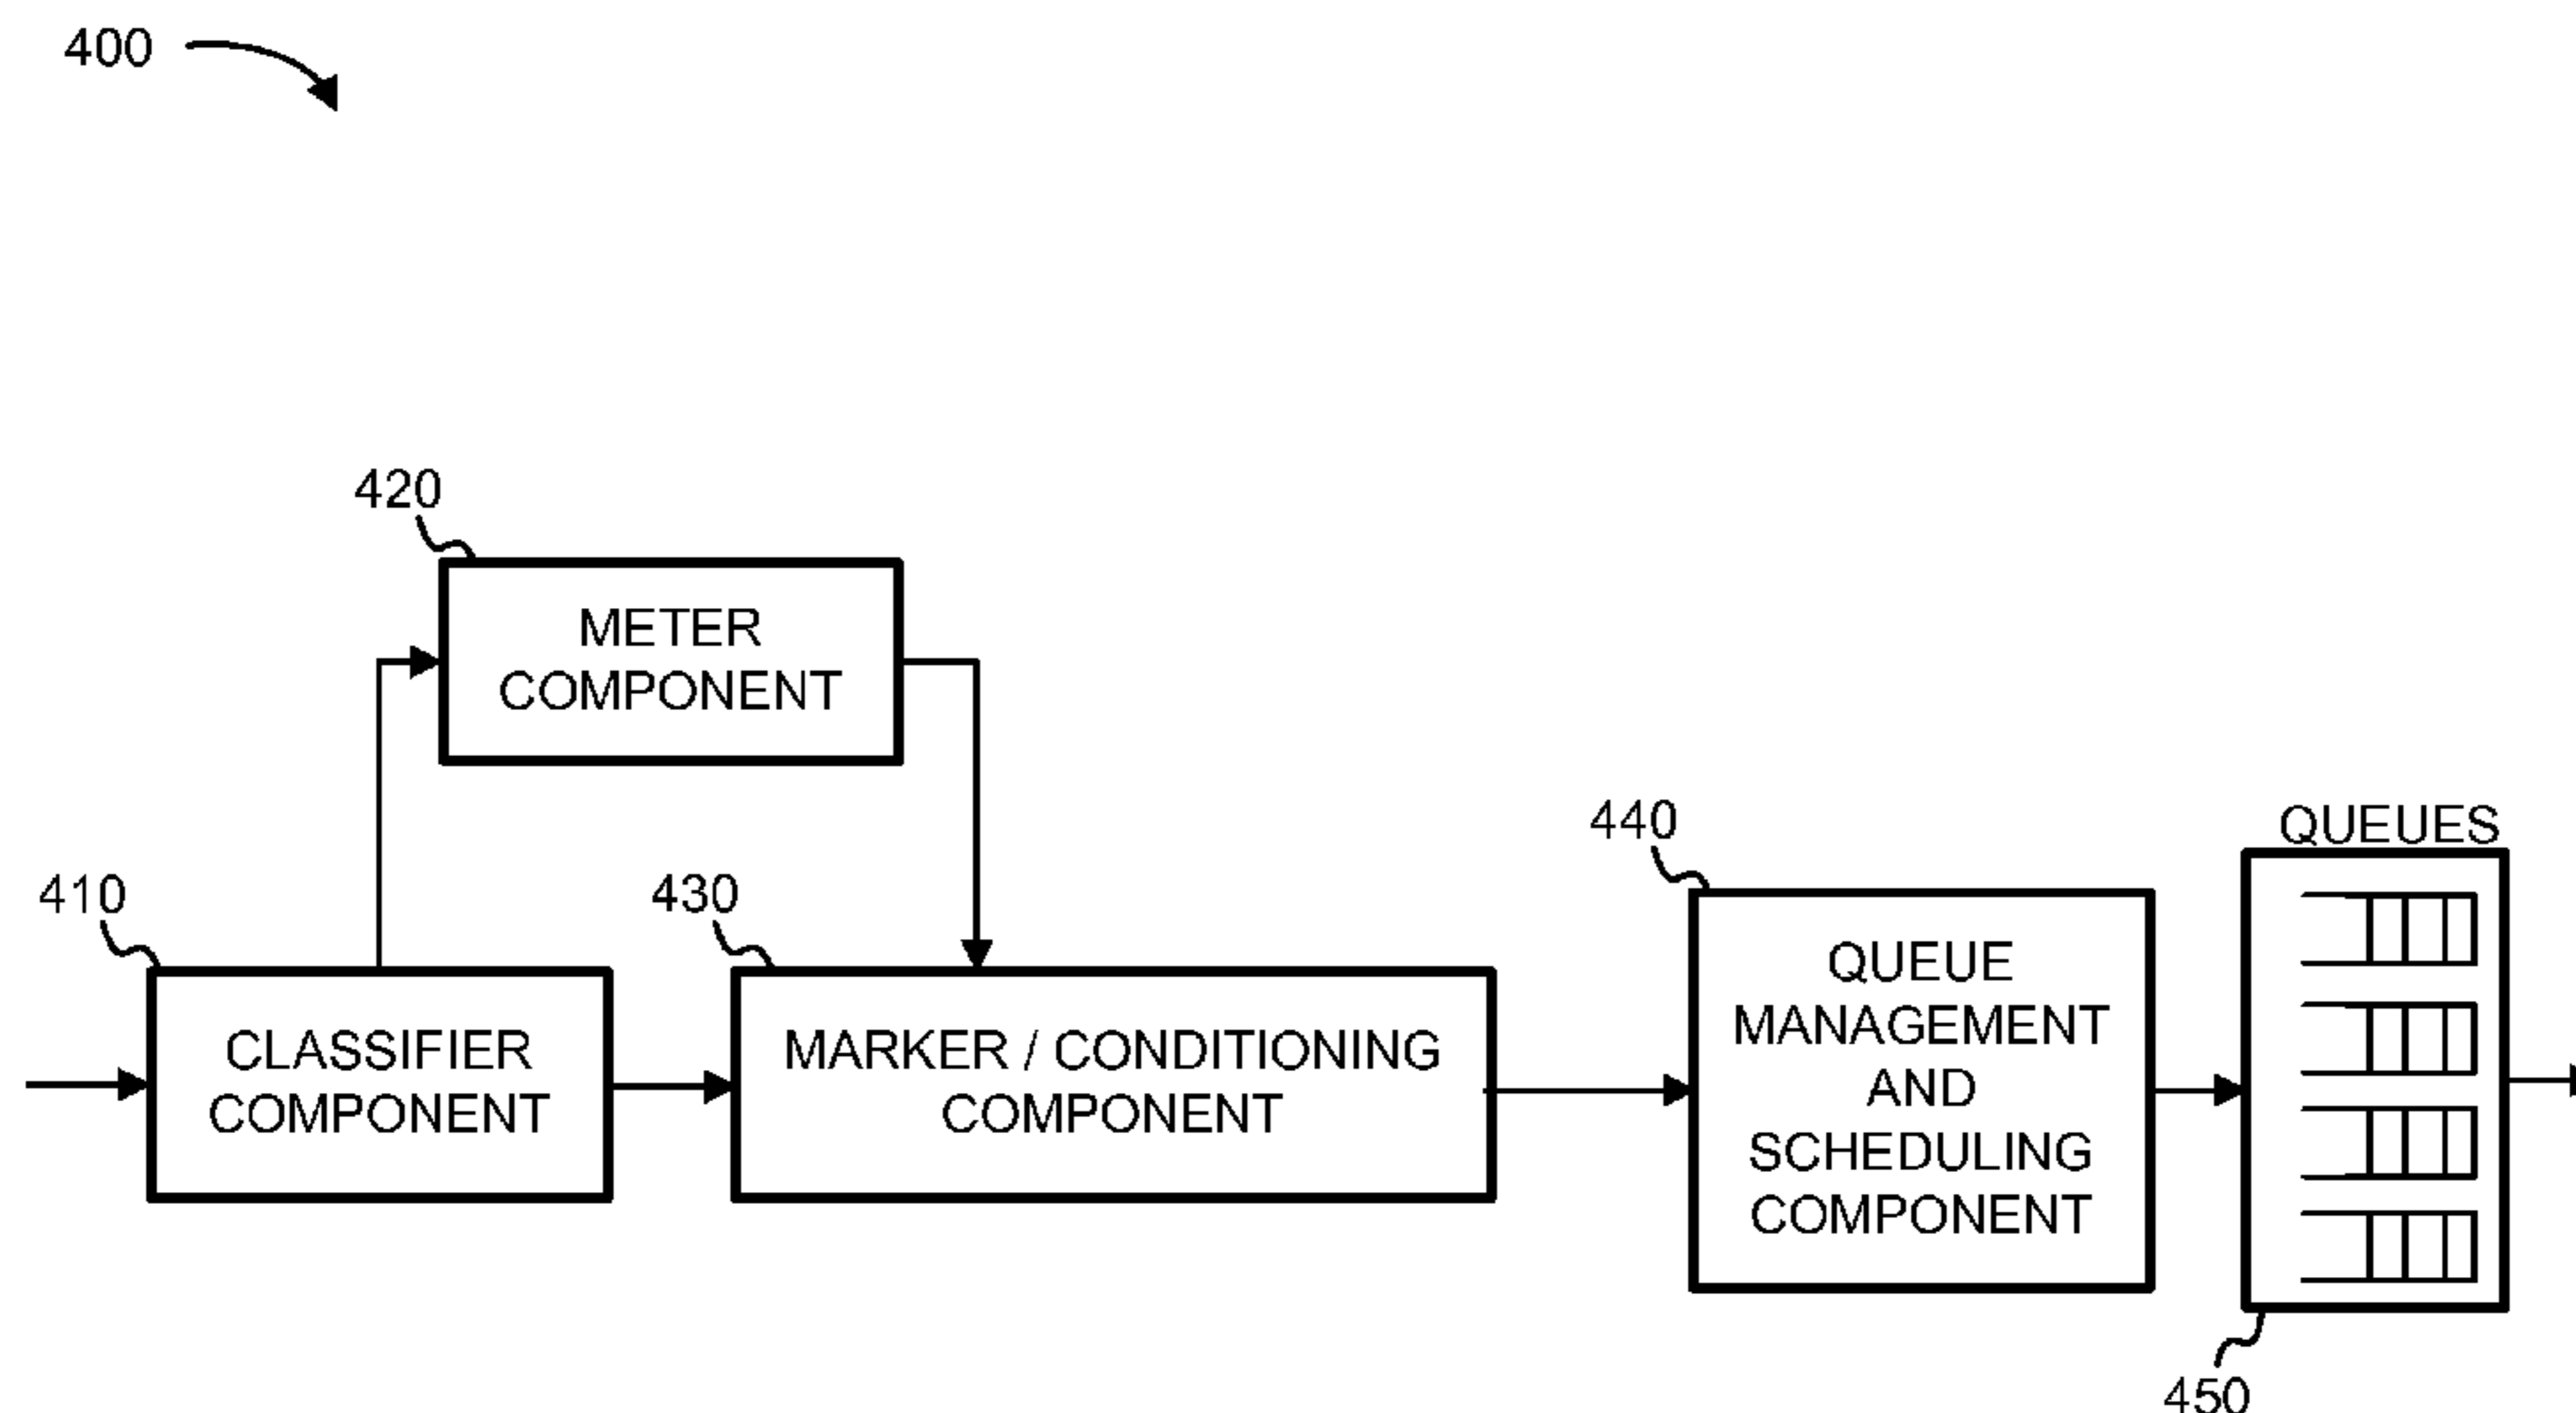 400
420
METER
COMPONENT
410
CLASSIFIER
COMPONENT
430
MARKER / CONDITIONING
COMPONENT
440
QUEUE
MANAGEMENT
AND
SCHEDULING
COMPONENT
QUEUES
450